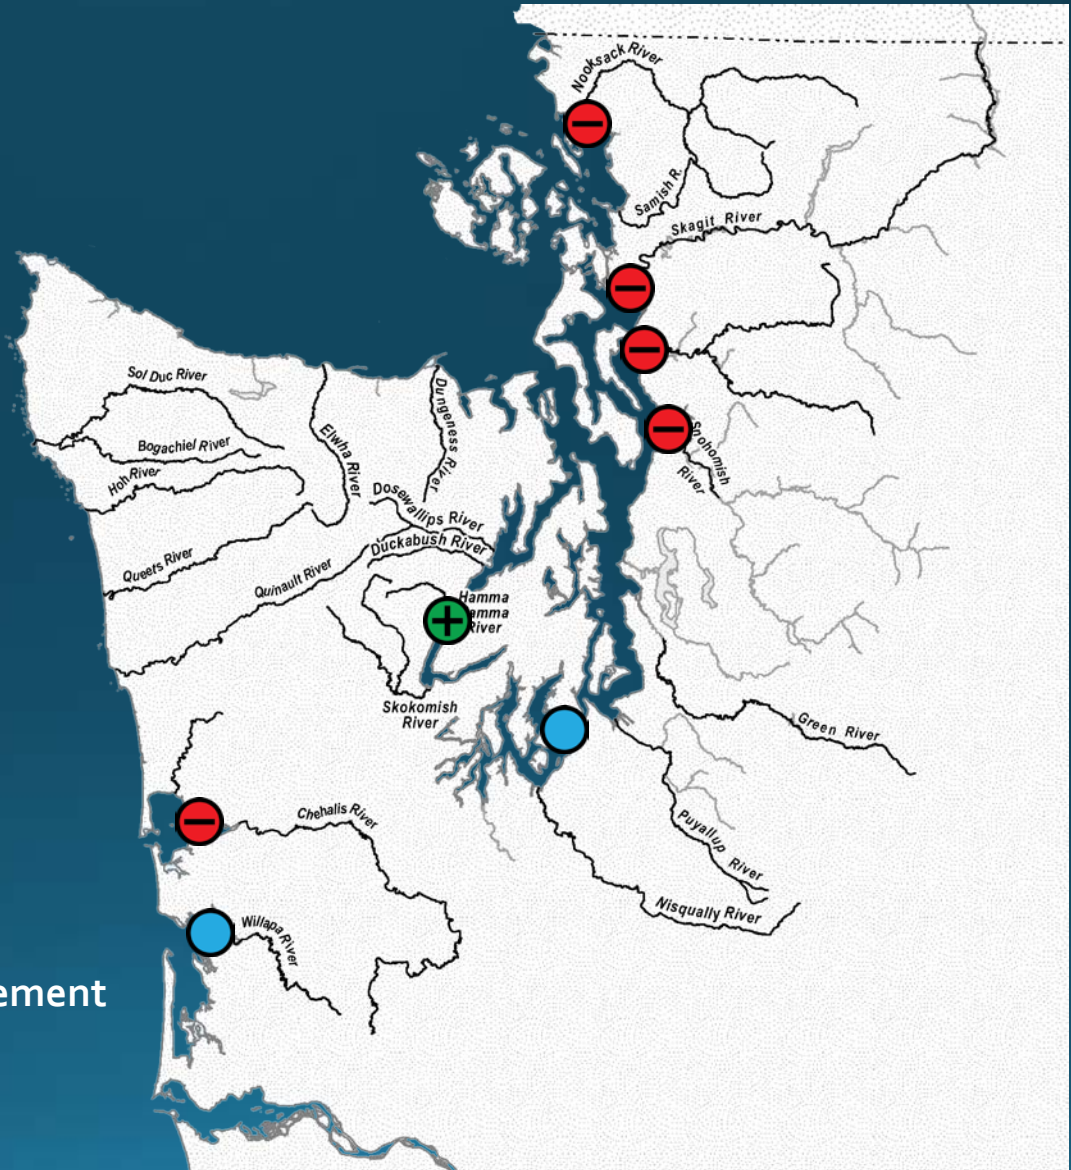 Nooksack River
Samish R.
Skagit River
Sol Duc River
Bogachiel River
Hoh River
Elwha River
Dungeness River
Snohomish
River
Dosewallips River
Duckabush River
Queets River
Quinault River
Hamma
amma
River
Skokomish
River
Green River
Chehalis River
Puyallup
River
Nisqually River
Willapa River
ement